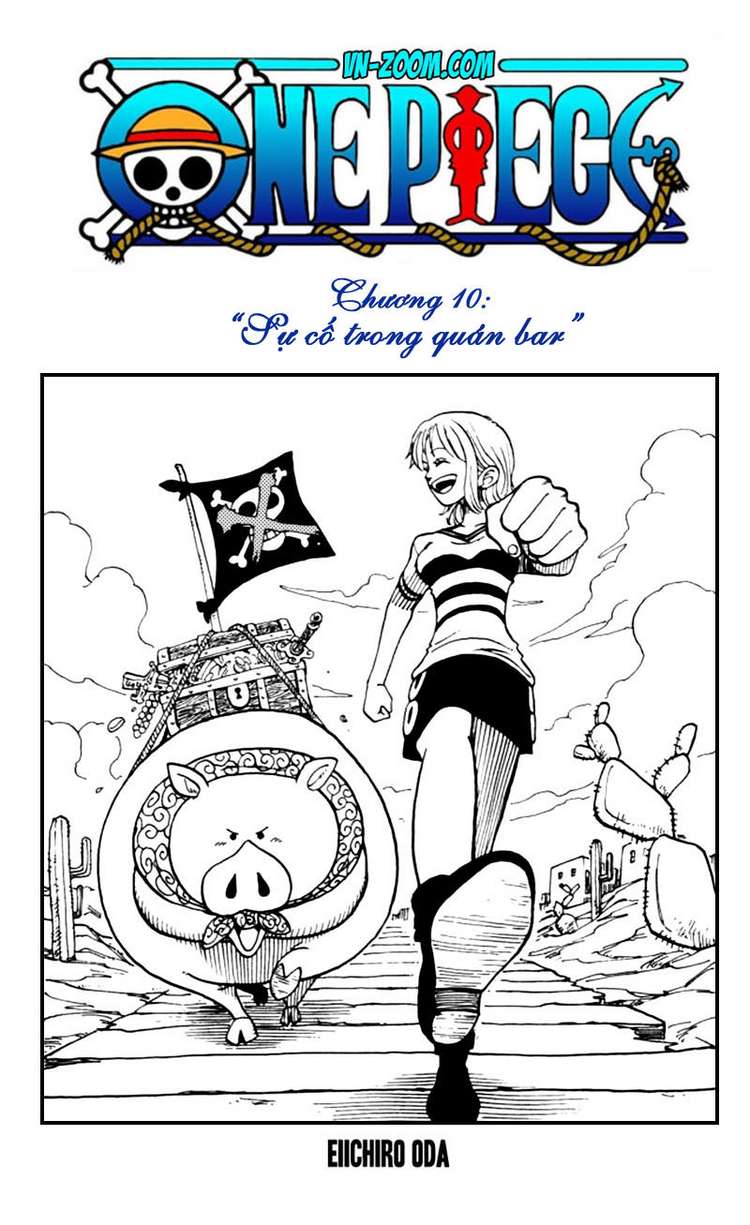 VN-ZOOM.COM
ONE PIECE
Chương 10:
“Sự cố trong quán bar”
EIICHIRO ODA